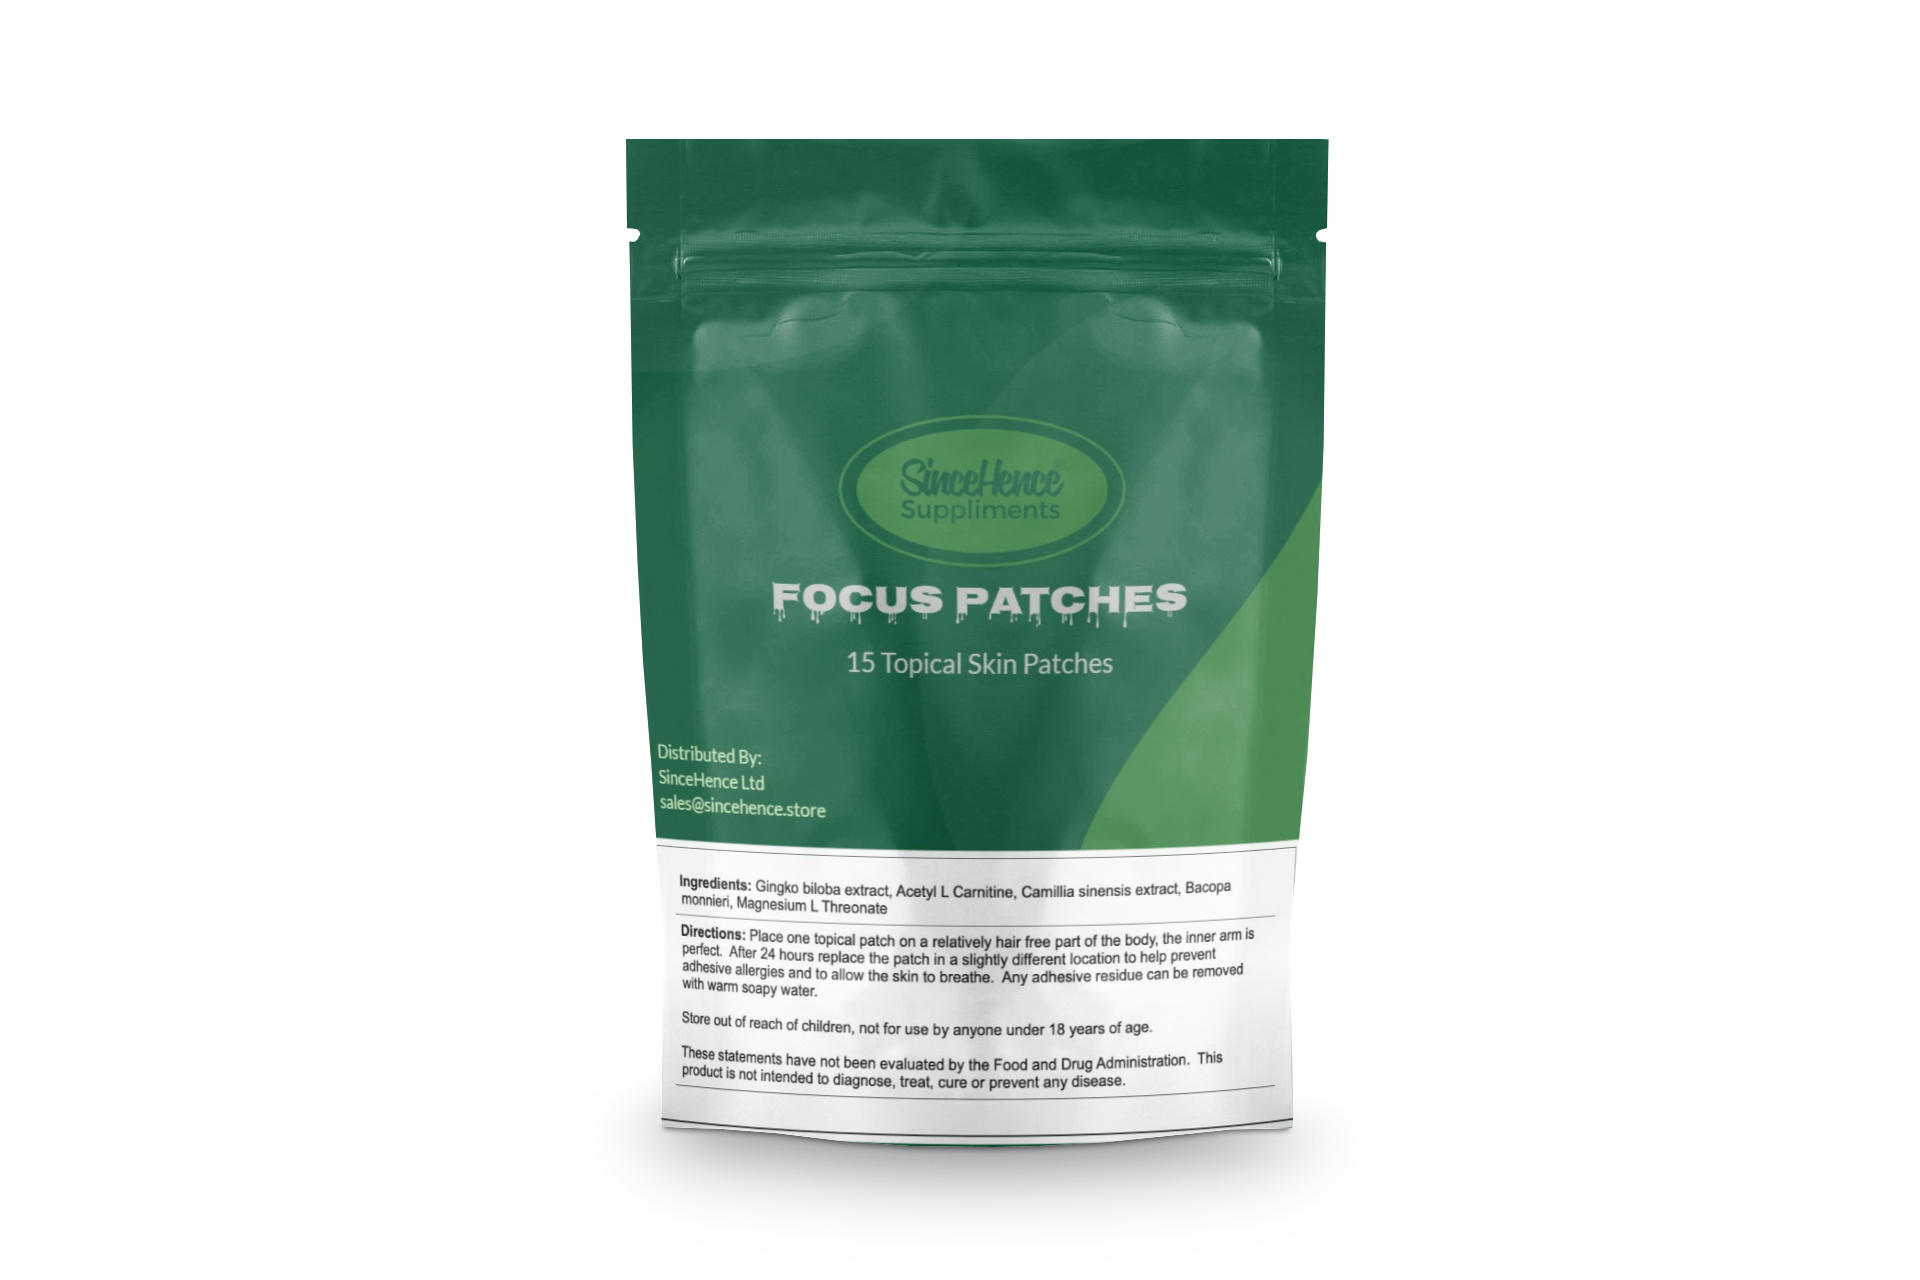 SinceHence®
Suppliments
FOCUS PATCHES
15 Topical Skin Patches
Distributed By:
SinceHence Ltd
sales@sincehence.store
Ingredients: Gingko biloba extract, Acetyl L Carnitine, Camillia sinensis extract, Bacopa
monnieri, Magnesium L Threonate
Directions: Place one topical patch on a relatively hair free part of the body, the inner arm is
perfect. After 24 hours replace the patch in a slightly different location to help prevent
adhesive allergies and to allow the skin to breathe. Any adhesive residue can be removed
with warm soapy water.
Store out of reach of children, not for use by anyone under 18 years of age.
These statements have not been evaluated by the Food and Drug Administration. This
product is not intended to diagnose, treat, cure or prevent any disease.